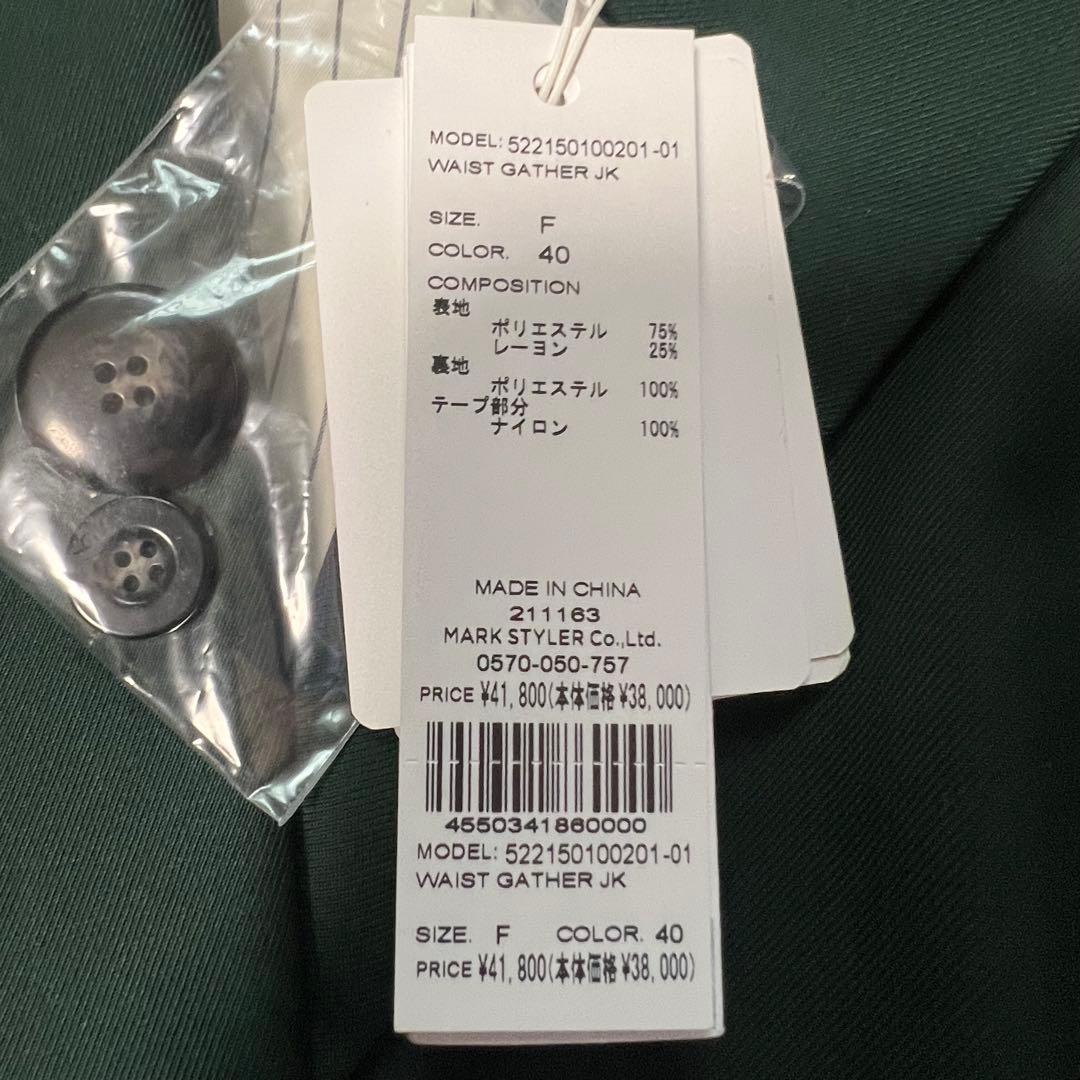 MODEL: 522150100201-01
WAIST GATHER JK
SIZE. F
COLOR. 40
COMPOSITION
表地
ポリエステル 75%
レーヨン 25%
裏地
ポリエステル 100%
テープ部分
ナイロン 100%
MADE IN CHINA
211163
MARK STYLER Co.,Ltd.
0570-050-757
PRICE ¥41,800(本体価格¥38,000)
4550341860000
MODEL: 522150100201-01
WAIST GATHER JK
SIZE. F COLOR. 40
PRICE ¥41,800(本体価格¥38,000)